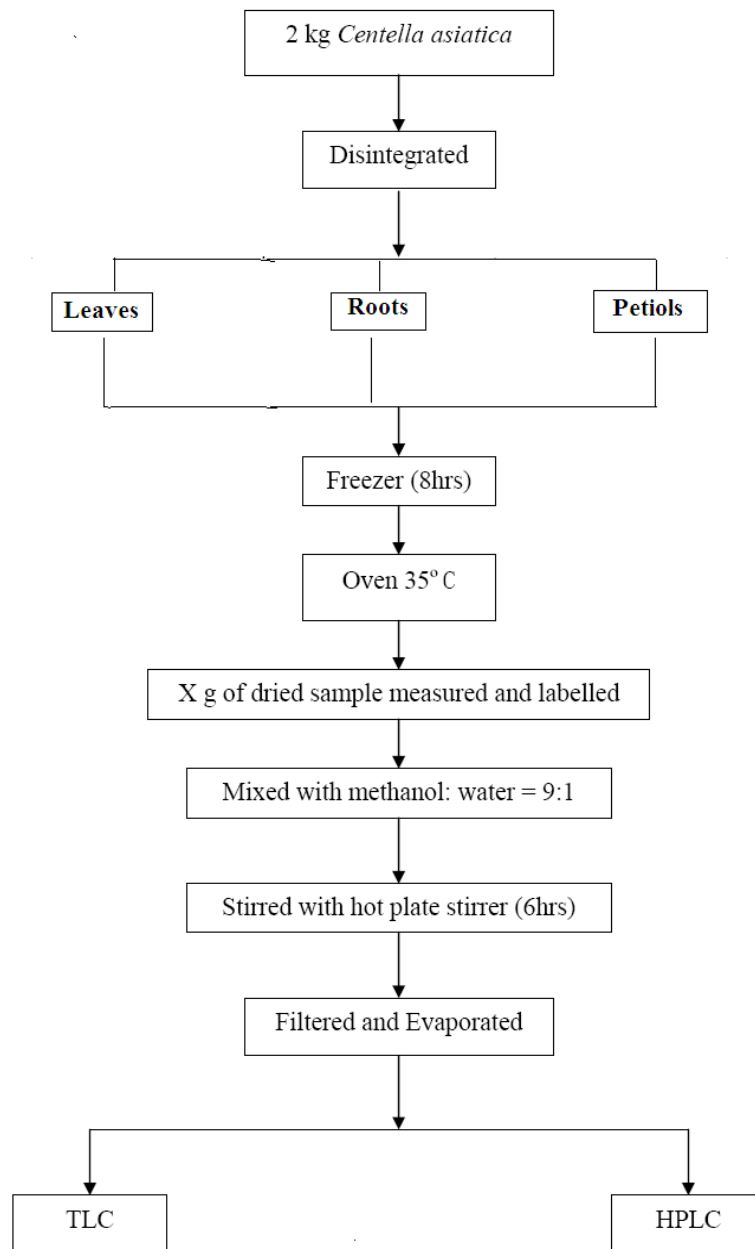 2 kg Centella asiatica
Disintegrated
Leaves
Roots
Petiols
Freezer (8hrs)
Oven 35º C
X g of dried sample measured and labelled
Mixed with methanol: water = 9:1
Stirred with hot plate stirrer (6hrs)
Filtered and Evaporated
TLC
HPLC